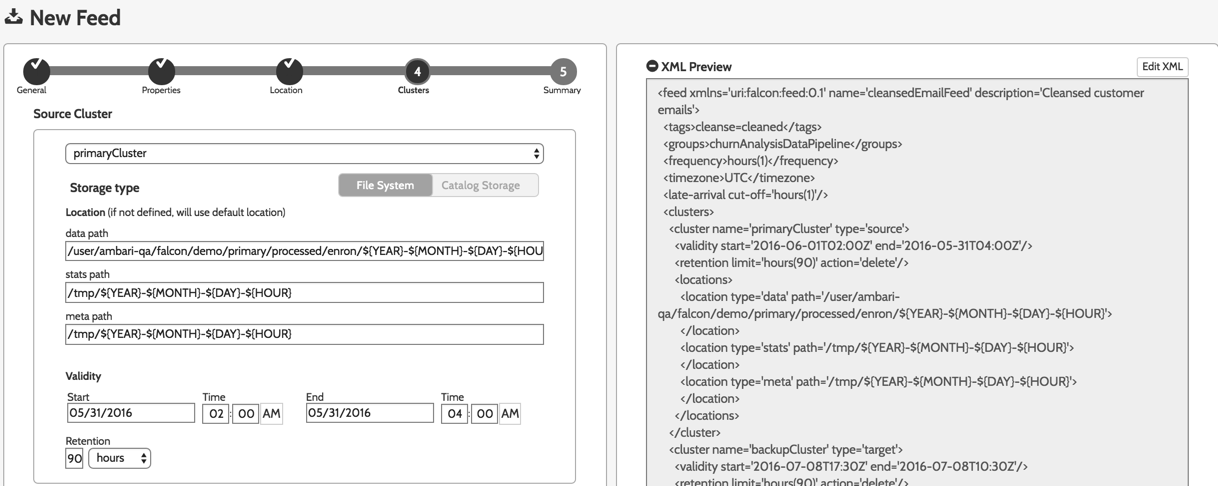 New Feed
4
5
General
Properties
Location
Clusters
Summary
Source Cluster
primaryCluster
Storage type
File System
Catalog Storage
Location (if not defined, will use default location)
data path
/user/ambari-qa/falcon/demo/primary/processed/enron/${YEAR}-${MONTH}-${DAY}-${HOU
stats path
/tmp/${YEAR}-${MONTH}-${DAY}-${HOUR}
meta path
/tmp/${YEAR}-${MONTH}-${DAY}-${HOUR}
Validity
Start Time End Time
05/31/2016 02 : 00 AM 05/31/2016 04 : 00 AM
Retention
90 hours
XML Preview
Edit XML
<feed xmlns='uri:falcon:feed:0.1' name='cleansedEmailFeed' description='Cleansed customer
emails'>
<tags>cleanse=cleaned</tags>
<groups>churnAnalysisDataPipeline</groups>
<frequency>hours(1)</frequency>
<timezone>UTC</timezone>
<late-arrival cut-off='hours(1)'/>
<clusters>
<cluster name='primaryCluster' type='source'>
<validity start='2016-06-01T02:00Z' end='2016-05-31T04:00Z'/>
<retention limit='hours(90)' action='delete'/>
<locations>
<location type='data' path='/user/ambari-
qa/falcon/demo/primary/processed/enron/${YEAR}-${MONTH}-${DAY}-${HOUR}'>
</location>
<location type='stats' path='/tmp/${YEAR}-${MONTH}-${DAY}-${HOUR}'>
</location>
<location type='meta' path='/tmp/${YEAR}-${MONTH}-${DAY}-${HOUR}'>
</location>
</locations>
</cluster>
<cluster name='backupCluster' type='target'>
<validity start='2016-07-08T17:30Z' end='2016-07-08T10:30Z'/>
<retention limit='hours(90)' action='delete'/>